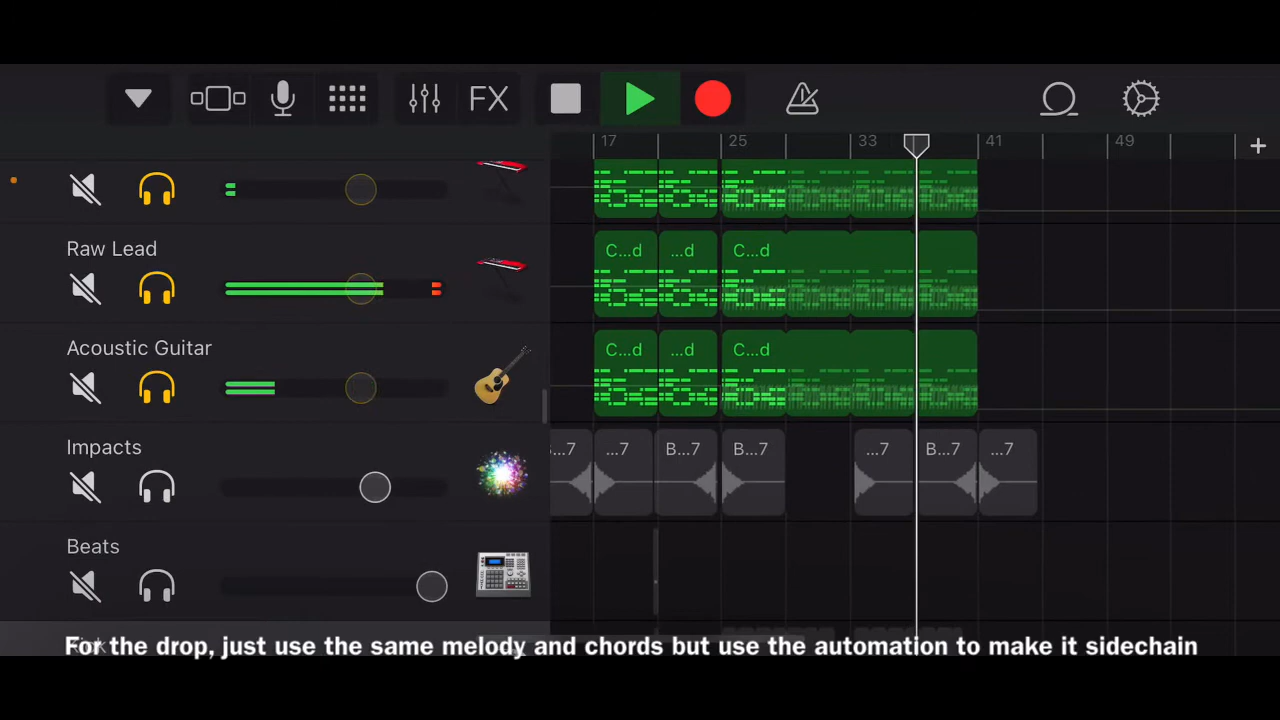 FX
17 25 33 41 49
+
Raw Lead
C...d ...d C...d
Acoustic Guitar
C...d ...d C...d
Impacts
B...7 ...7 B...7 B...7 ...7 B...7 ...7
Beats
For the drop, just use the same melody and chords but use the automation to make it sidechain